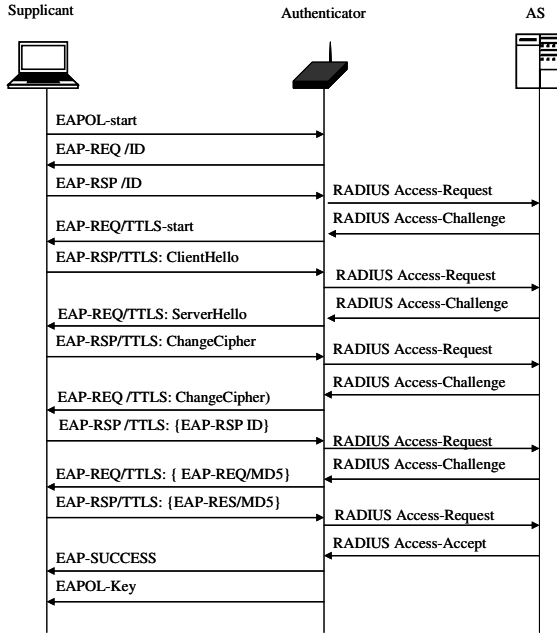 Supplicant
Authenticator
AS
EAPOL-start
EAP-REQ /ID
EAP-RSP /ID
RADIUS Access-Request
RADIUS Access-Challenge
EAP-REQ/TTLS-start
EAP-RSP/TTLS: ClientHello
RADIUS Access-Request
RADIUS Access-Challenge
EAP-REQ/TTLS: ServerHello
EAP-RSP/TTLS: ChangeCipher
RADIUS Access-Request
RADIUS Access-Challenge
EAP-REQ /TTLS: ChangeCipher)
EAP-RSP /TTLS: {EAP-RSP ID}
RADIUS Access-Request
RADIUS Access-Challenge
EAP-REQ/TTLS: { EAP-REQ/MD5}
EAP-RSP/TTLS: {EAP-RES/MD5}
RADIUS Access-Request
RADIUS Access-Accept
EAP-SUCCESS
EAPOL-Key